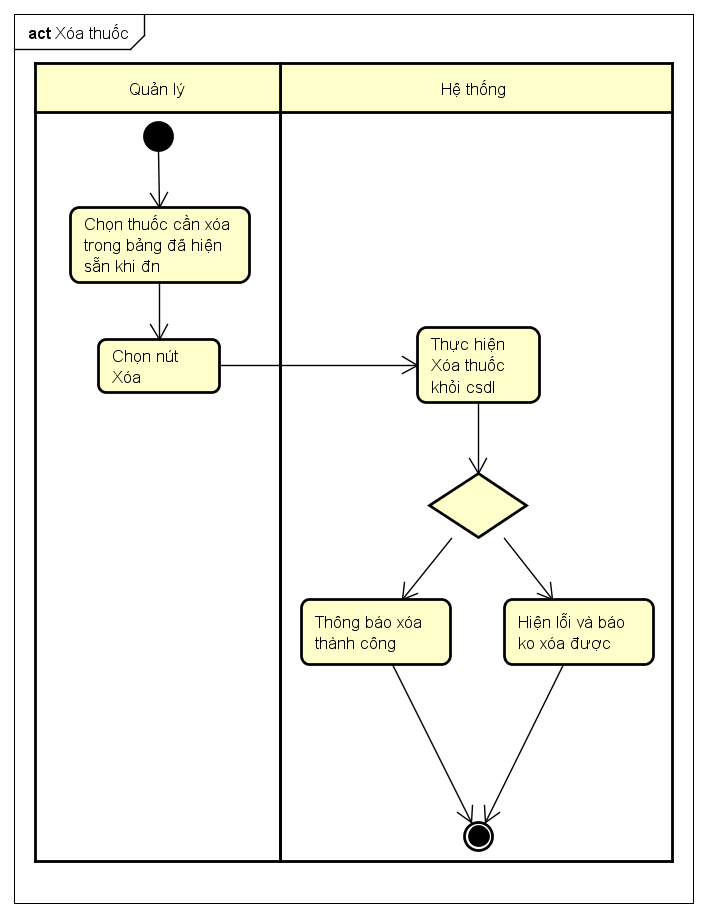 act Xóa thuốc
Quản lý
Hệ thống
Chọn thuốc cần xóa
trong bảng đã hiện
sẵn khi đn
Chọn nút
Xóa
Thực hiện
Xóa thuốc
khỏi csdl
Thông báo xóa
thành công
Hiện lỗi và báo
ko xóa được